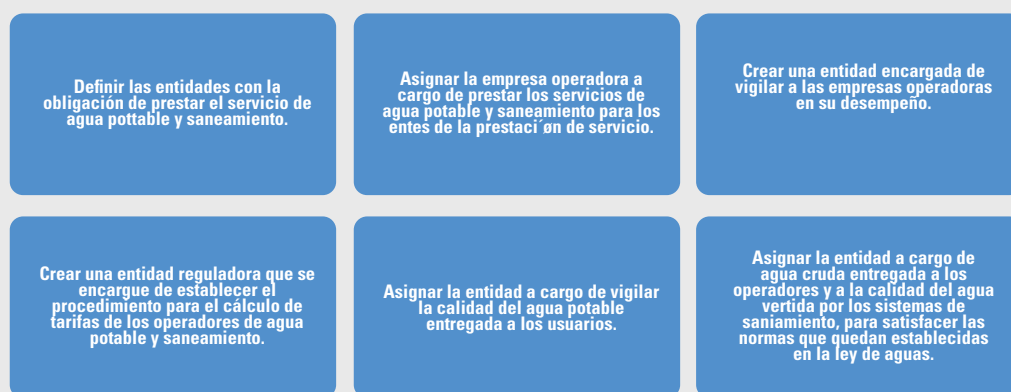 Definir las entidades con la
obligación de prestar el servicio de
agua pottable y saneamiento.
Asignar la empresa operadora a
cargo de prestar los servicios de
agua potable y saneamiento para los
entes de la prestaci´øn de servicio.
Crear una entidad encargada de
vigilar a las empresas operadoras
en su desempeño.
Crear una entidad reguladora que se
encargue de establecer el
procedimiento para el cálculo de
tarifas de los operadores de agua
potable y saneamiento.
Asignar la entidad a cargo de vigilar
la calidad del agua potable
entregada a los usuarios.
Asignar la entidad a cargo de
agua cruda entregada a los
operadores y a la calidad del agua
vertida por los sistemas de
saniamiento, para satisfacer las
normas que quedan establecidas
en la ley de aguas.